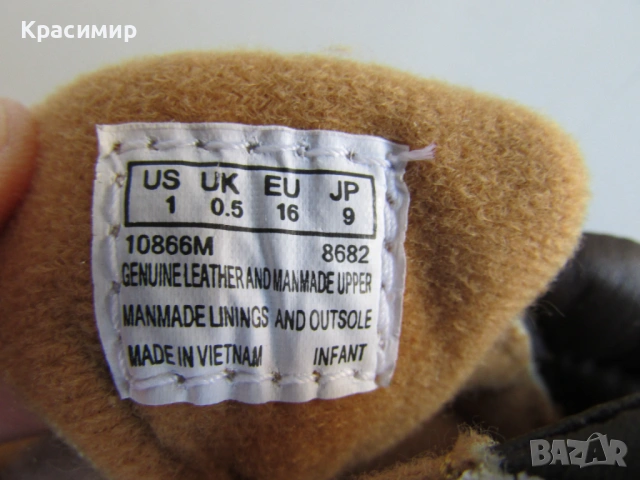 Красимир
US UK EU JP
1 0.5 16 9
10866M 8682
GENUINE LEATHER AND MANMADE UPPER
MANMADE LININGS AND OUTSOLE
MADE IN VIETNAM INFANT
BAZAR